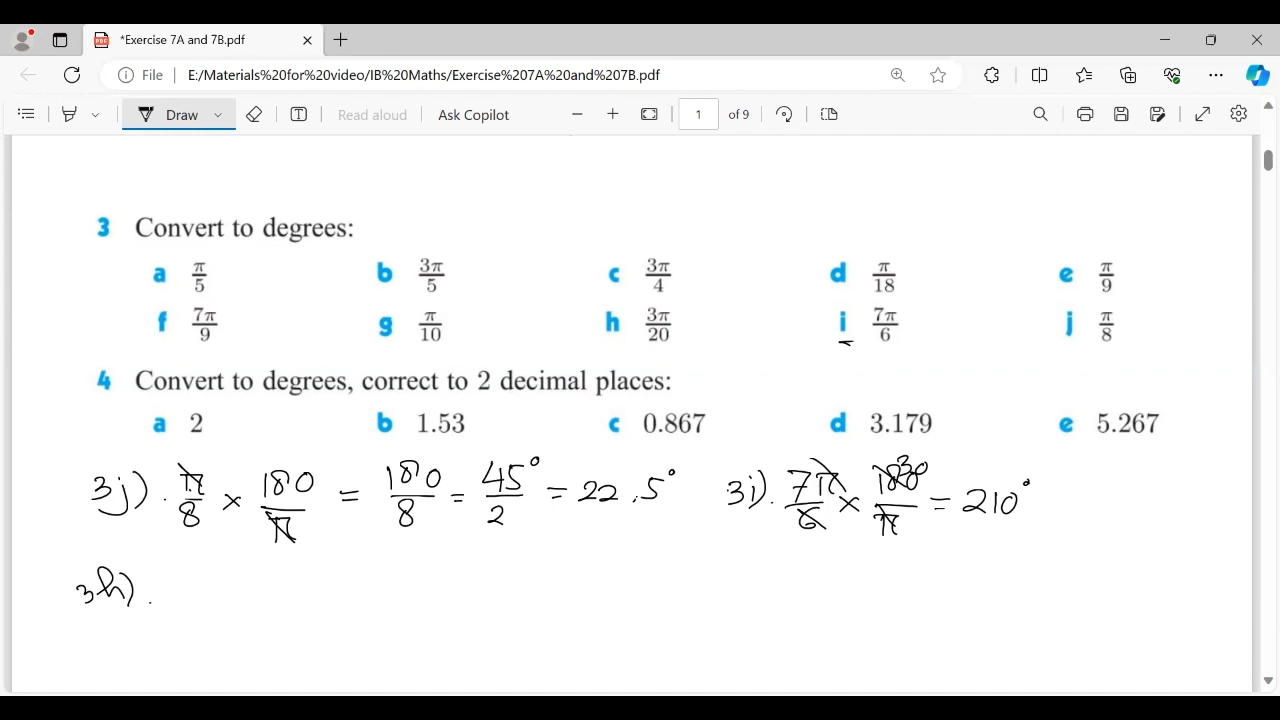 *Exercise 7A and 7B.pdf
File E:/Materials%20for%20video/IB%20Maths/Exercise%207A%20and%207B.pdf
Draw Read aloud Ask Copilot 1 of 9
3 Convert to degrees:
a π/5 b 3π/5 c 3π/4 d π/18 e π/9
f 7π/9 g π/10 h 3π/20 i 7π/6 j π/8
4 Convert to degrees, correct to 2 decimal places:
a 2 b 1.53 c 0.867 d 3.179 e 5.267
3j). π/8 × 180/π = 180/8 = 45°/2 = 22.5° 3i). 7π/6 × 180/π 30 = 210°
3h).